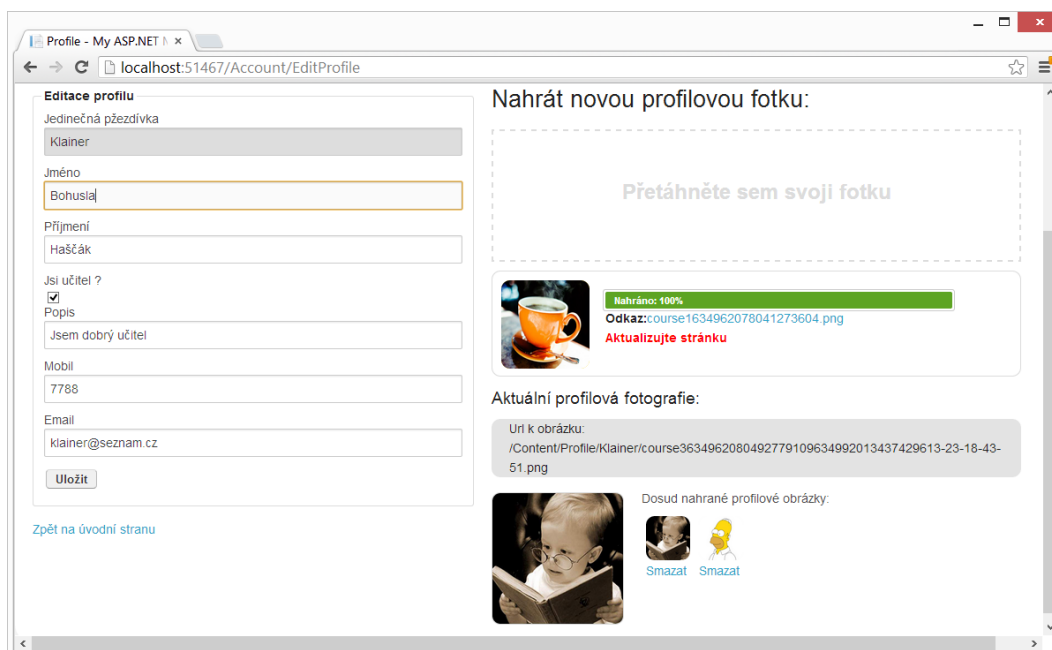 Profile - My ASP.NET N
localhost:51467/Account/EditProfile
Editace profilu
Jedinečná pžezdívka
Klainer
Jméno
Bohusla
Příjmení
Haščák
Jsi učitel ?
Popis
Jsem dobrý učitel
Mobil
7788
Email
klainer@seznam.cz
Uložit
Zpět na úvodní stranu
Nahrát novou profilovou fotku:
Přetáhněte sem svoji fotku
Nahráno: 100%
Odkaz:course1634962078041273604.png
Aktualizujte stránku
Aktuální profilová fotografie:
Url k obrázku:
/Content/Profile/Klainer/course3634962080492779109634992013437429613-23-18-43-
51.png
Dosud nahrané profilové obrázky:
Smazat Smazat